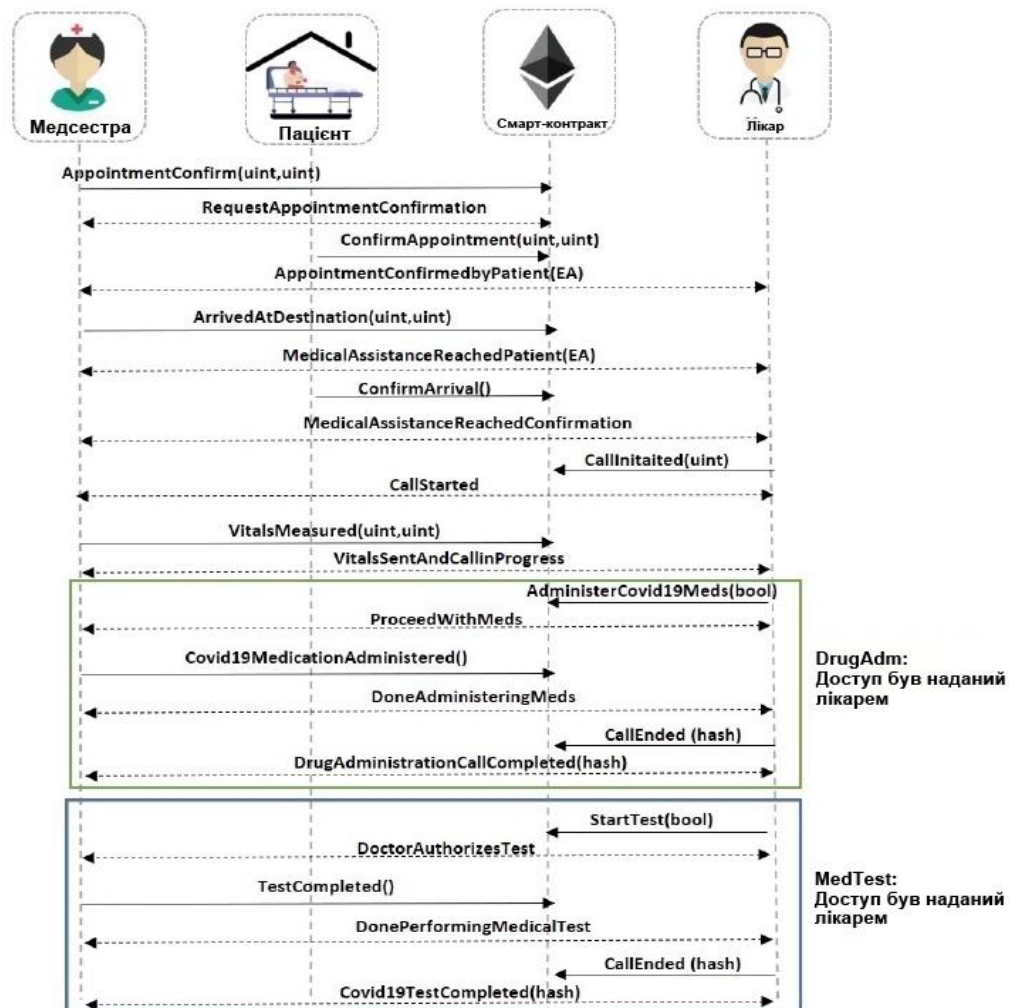 Медсестра
Пацієнт
Смарт-контракт
Лікар
AppointmentConfirm(uint,uint)
RequestAppointmentConfirmation
ConfirmAppointment(uint,uint)
AppointmentConfirmedbyPatient(EA)
ArrivedAtDestination(uint,uint)
MedicalAssistanceReachedPatient(EA)
ConfirmArrival()
MedicalAssistanceReachedConfirmation
CallInitaited(uint)
CallStarted
VitalsMeasured(uint,uint)
VitalsSentAndCallinProgress
AdministerCovid19Meds(bool)
ProceedWithMeds
Covid19MedicationAdministered()
DoneAdministeringMeds
CallEnded (hash)
DrugAdministrationCallCompleted(hash)
DrugAdm:
Доступ був наданий
лікарем
StartTest(bool)
DoctorAuthorizesTest
TestCompleted()
DonePerformingMedicalTest
CallEnded (hash)
Covid19TestCompleted(hash)
MedTest:
Доступ був наданий
лікарем